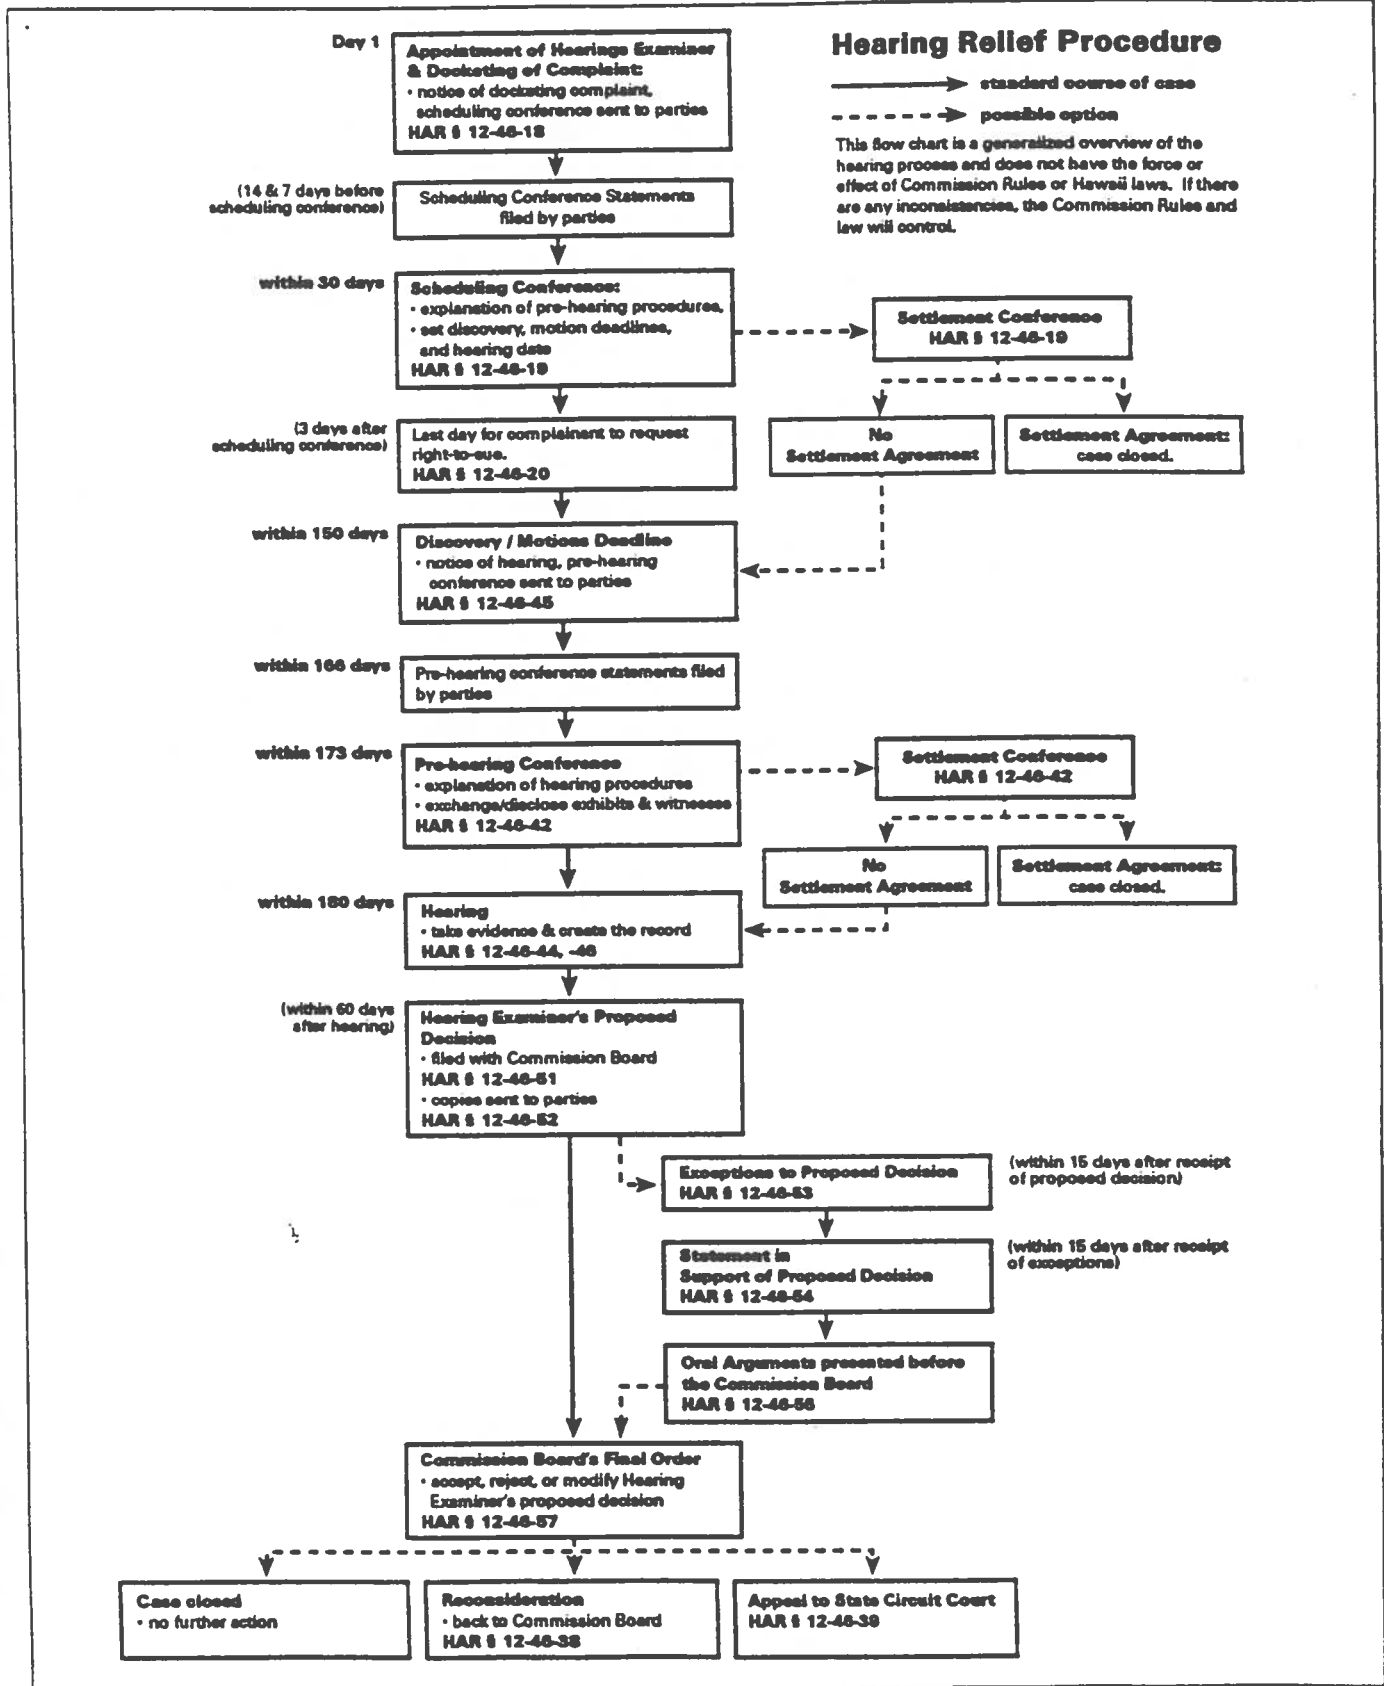 Hearing Relief Procedure
standard course of case
possible option
This flow chart is a generalized overview of the
hearing process and does not have the force or
effect of Commission Rules or Hawaii laws. If there
are any inconsistencies, the Commission Rules and
law will control.
Day 1
Appointment of Hearings Examiner
& Docketing of Complaint:
• notice of docketing complaint,
scheduling conference sent to parties
HAR § 12-46-18
(14 & 7 days before
scheduling conference)
Scheduling Conference Statements
filed by parties
within 30 days
Scheduling Conference:
• explanation of pre-hearing procedures,
• set discovery, motion deadlines,
and hearing date
HAR § 12-46-19
Settlement Conference
HAR § 12-46-19
No
Settlement Agreement
Settlement Agreement:
case closed.
(3 days after
scheduling conference)
Last day for complainant to request
right-to-sue.
HAR § 12-46-20
within 150 days
Discovery / Motions Deadline
• notice of hearing, pre-hearing
conference sent to parties
HAR § 12-46-45
within 166 days
Pre-hearing conference statements filed
by parties
within 173 days
Pre-hearing Conference
• explanation of hearing procedures
• exchange/disclose exhibits & witnesses
HAR § 12-46-42
Settlement Conference
HAR § 12-46-42
No
Settlement Agreement
Settlement Agreement:
case closed.
within 180 days
Hearing
• take evidence & create the record
HAR § 12-46-44, -46
(within 60 days
after hearing)
Hearing Examiner's Proposed
Decision
• filed with Commission Board
HAR § 12-46-51
• copies sent to parties
HAR § 12-46-52
Exceptions to Proposed Decision
HAR § 12-46-53
(within 15 days after receipt
of proposed decision)
Statement in
Support of Proposed Decision
HAR § 12-46-54
(within 15 days after receipt
of exceptions)
Oral Arguments presented before
the Commission Board
HAR § 12-46-56
Commission Board's Final Order
• accept, reject, or modify Hearing
Examiner's proposed decision
HAR § 12-46-57
Case closed
• no further action
Reconsideration
• back to Commission Board
HAR § 12-46-38
Appeal to State Circuit Court
HAR § 12-46-39